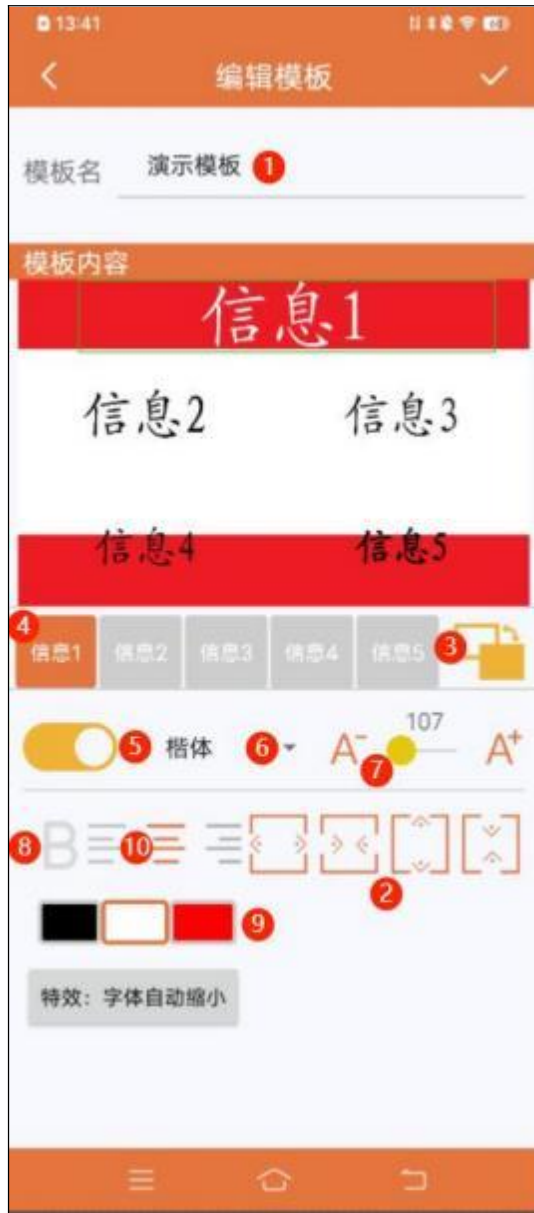 13:41
编辑模板
模板名 演示模板 1
模板内容
信息1
信息2 信息3
信息4 信息5
4
信息1 信息2 信息3 信息4 信息5 3
5 楷体 6 A- 7 107 A+
8 B 10
2
9
特效：字体自动缩小